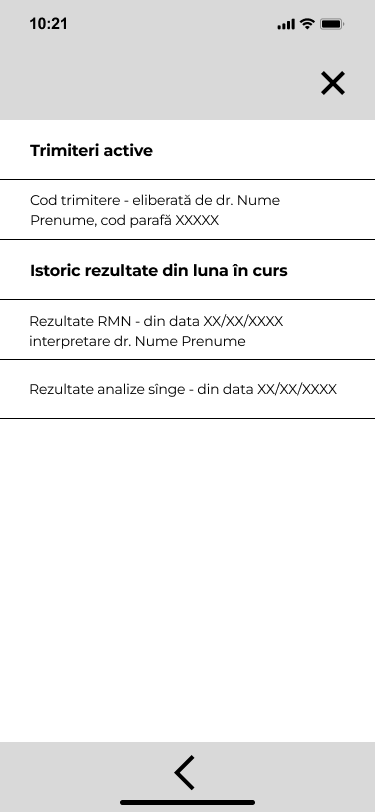 10:21
Trimiteri active
Cod trimitere - eliberată de dr. Nume
Prenume, cod parafă XXXXX
Istoric rezultate din luna în curs
Rezultate RMN - din data XX/XX/XXXX
interpretare dr. Nume Prenume
Rezultate analize sînge - din data XX/XX/XXXX